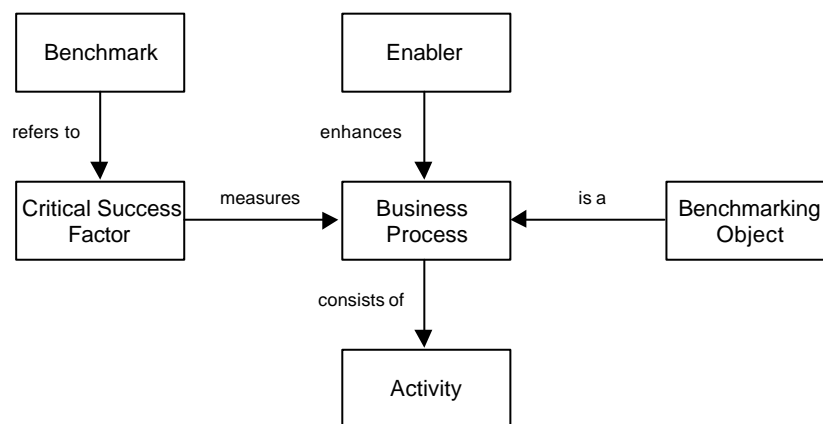 Benchmark
Enabler
refers to
enhances
Critical Success
Factor
measures
Business
Process
is a
Benchmarking
Object
consists of
Activity